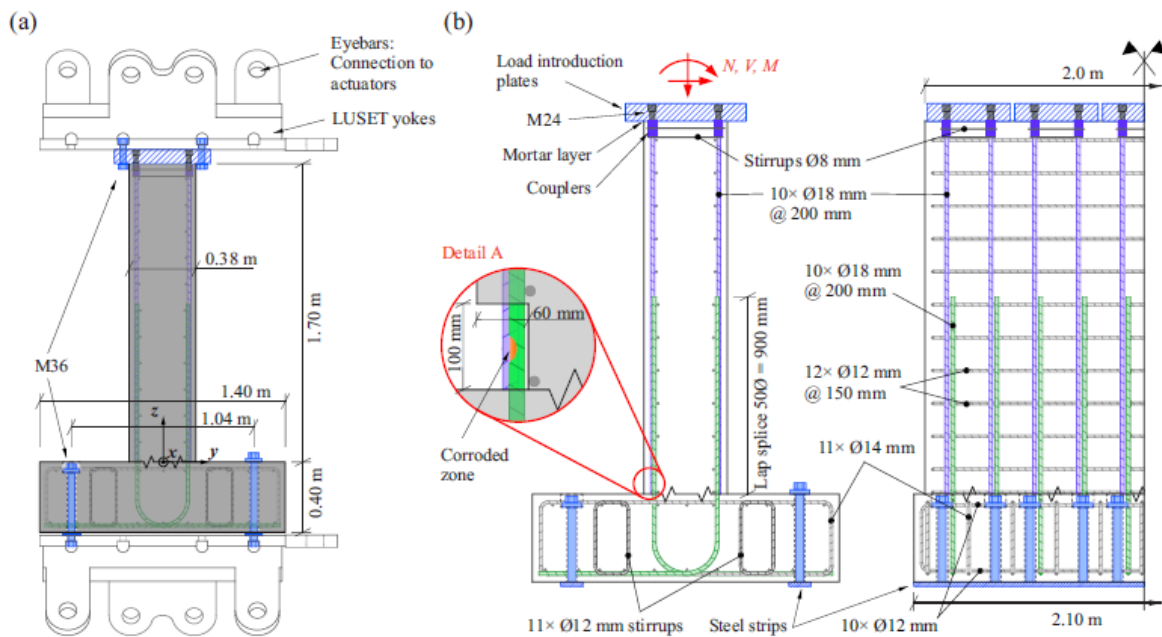 (a)
Eyebars:
Connection to
actuators
LUSET yokes
0.38 m
1.70 m
M36
1.40 m
1.04 m
z
x
y
0.40 m
(b)
Load introduction
plates
N, V, M
M24
Mortar layer
Couplers
Stirrups Ø8 mm
10× Ø18 mm
@ 200 mm
2.0 m
Detail A
60 mm
100 mm
Corroded
zone
Lap splice 50Ø = 900 mm
10× Ø18 mm
@ 200 mm
12× Ø12 mm
@ 150 mm
11× Ø14 mm
11× Ø12 mm stirrups
Steel strips
10× Ø12 mm
2.10 m